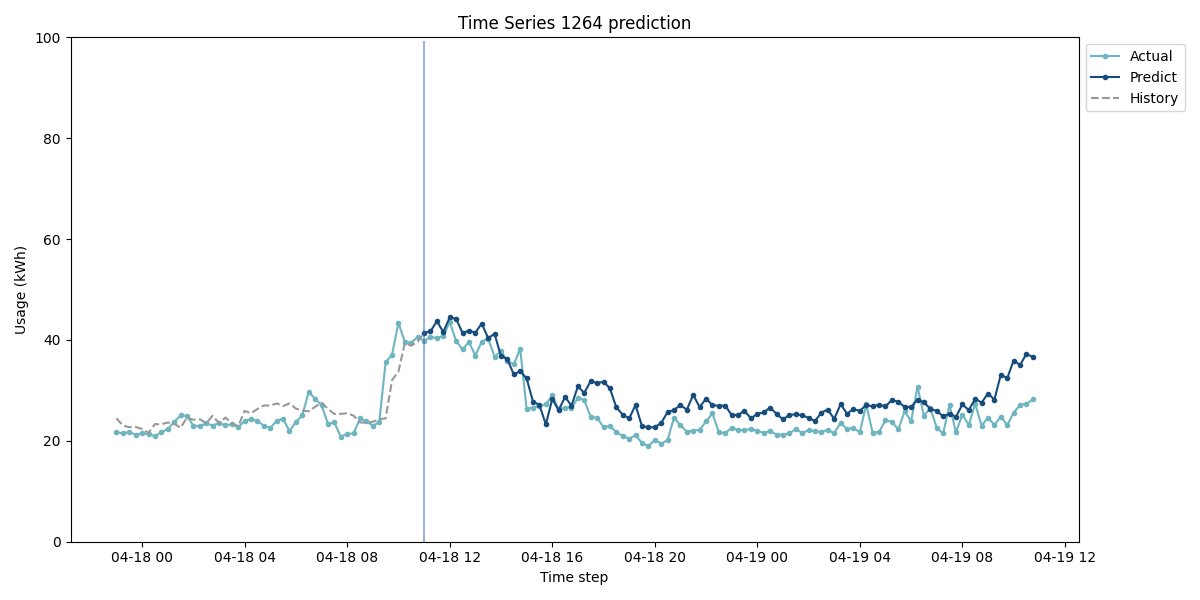 Time Series 1264 prediction
100
80
60
40
20
0
Usage (kWh)
04-18 00
04-18 04
04-18 08
04-18 12
04-18 16
04-18 20
04-19 00
04-19 04
04-19 08
04-19 12
Time step
Actual
Predict
History